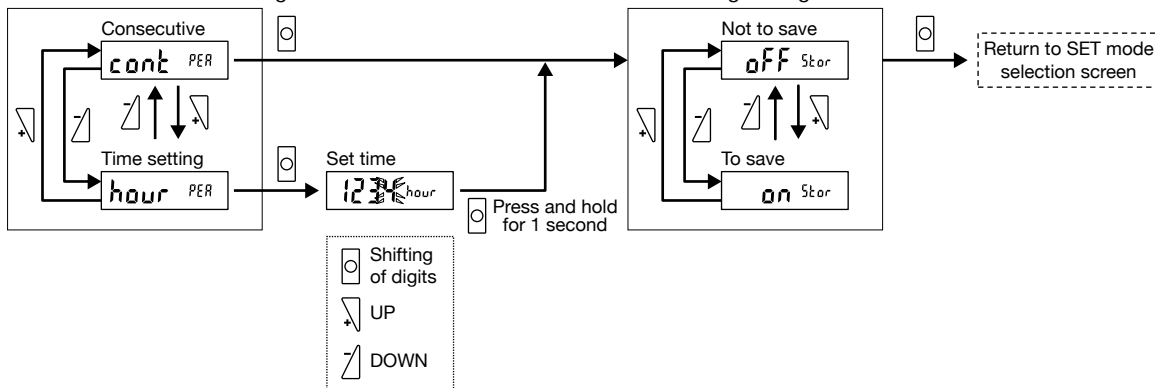 Consecutive
cont PER
Time setting
hour PER
Set time
1234 hour
Press and hold
for 1 second
Shifting
of digits
+
UP
-
DOWN
Not to save
oFF Stor
To save
on Stor
Return to SET mode
selection screen